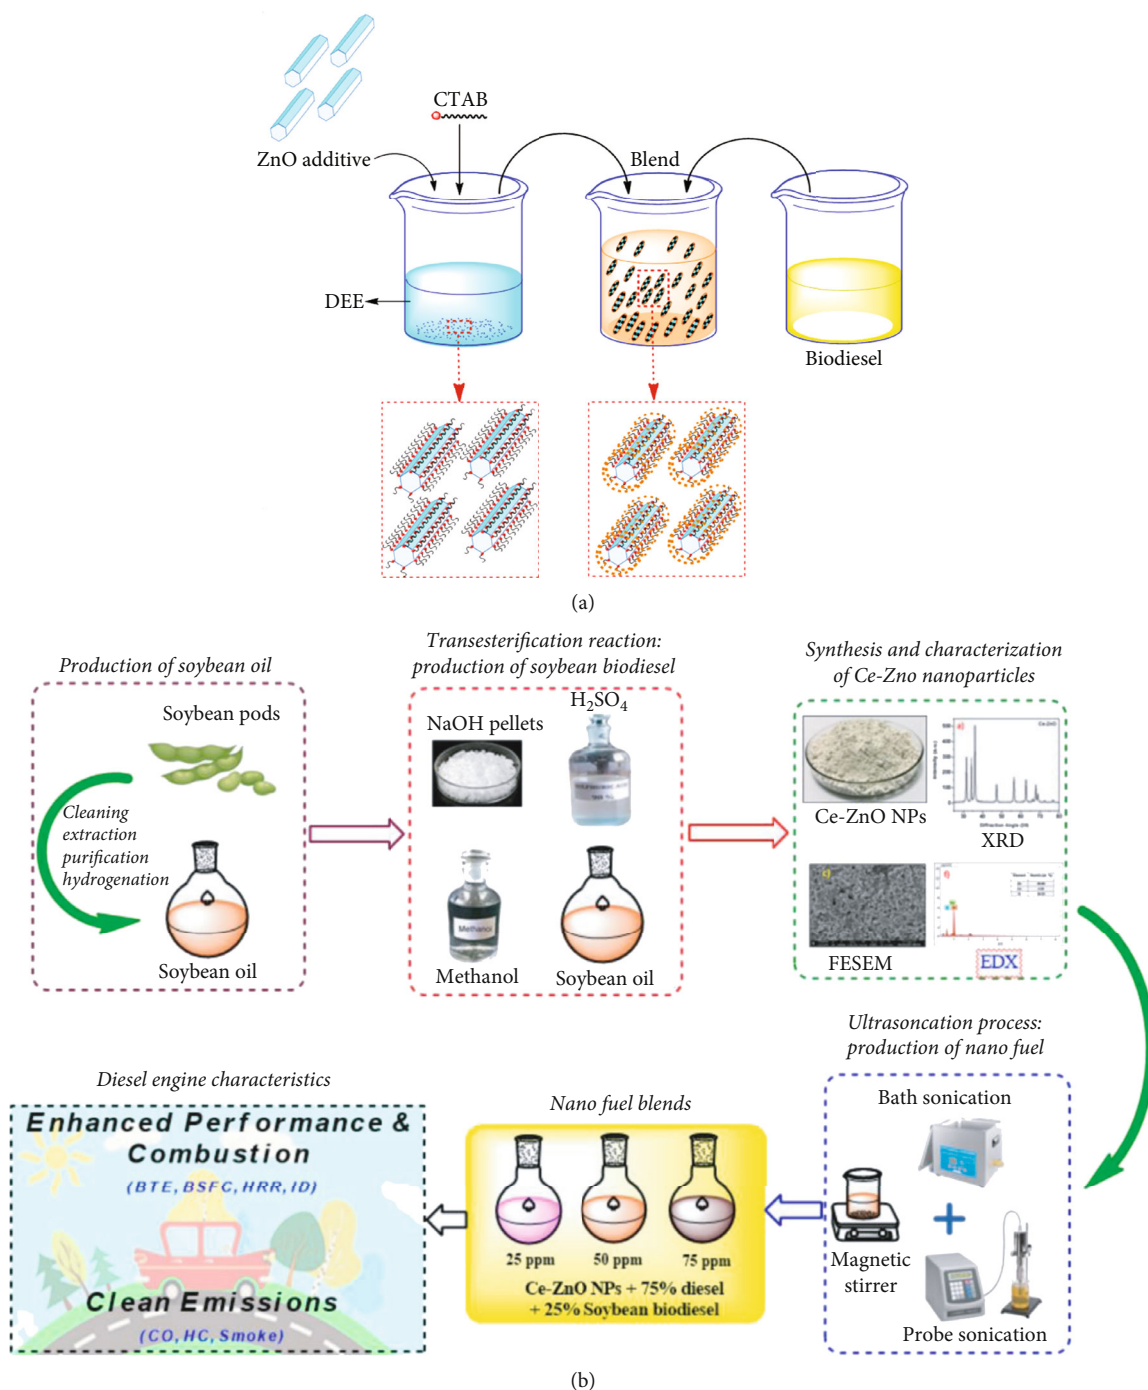 CTAB
ZnO additive
Blend
DEE
Biodiesel
(a)
Production of soybean oil
Soybean pods
Cleaning
extraction
purification
hydrogenation
Soybean oil
Transesterification reaction:
production of soybean biodiesel
H₂SO₄
NaOH pellets
Methanol
Methanol
Soybean oil
Synthesis and characterization
of Ce-Zno nanoparticles
Ce-ZnO
Ce-ZnO NPs
XRD
FESEM
EDX
Ultrasoncation process:
production of nano fuel
Bath sonication
Magnetic
stirrer
Probe sonication
Nano fuel blends
25 ppm
50 ppm
75 ppm
Ce-ZnO NPs + 75% diesel
+ 25% Soybean biodiesel
Diesel engine characteristics
Enhanced Performance &
Combustion
(BTE, BSFC, HRR, ID)
Clean Emissions
(CO, HC, Smoke)
(b)